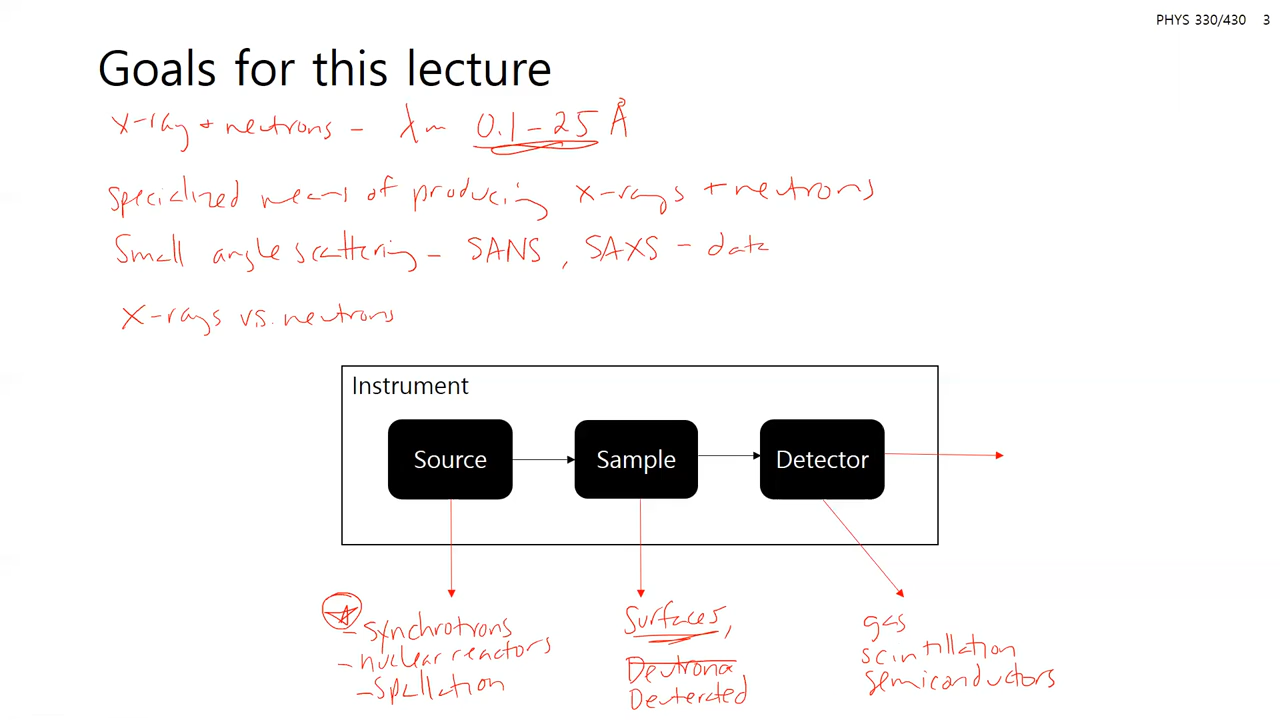 PHYS 330/430 3
Goals for this lecture
x-ray + neutrons - λ~ 0.1 - 25 Å
Specialized means of producing x-rays + neutrons
Small angle scattering - SANS, SAXS - data
X-rays v.s. neutrons
Instrument
Source
Sample
Detector
- synchrotrons
- nuclear reactors
- Spallation
Surfaces,
Deuterated
gas
scintillation
semiconductors